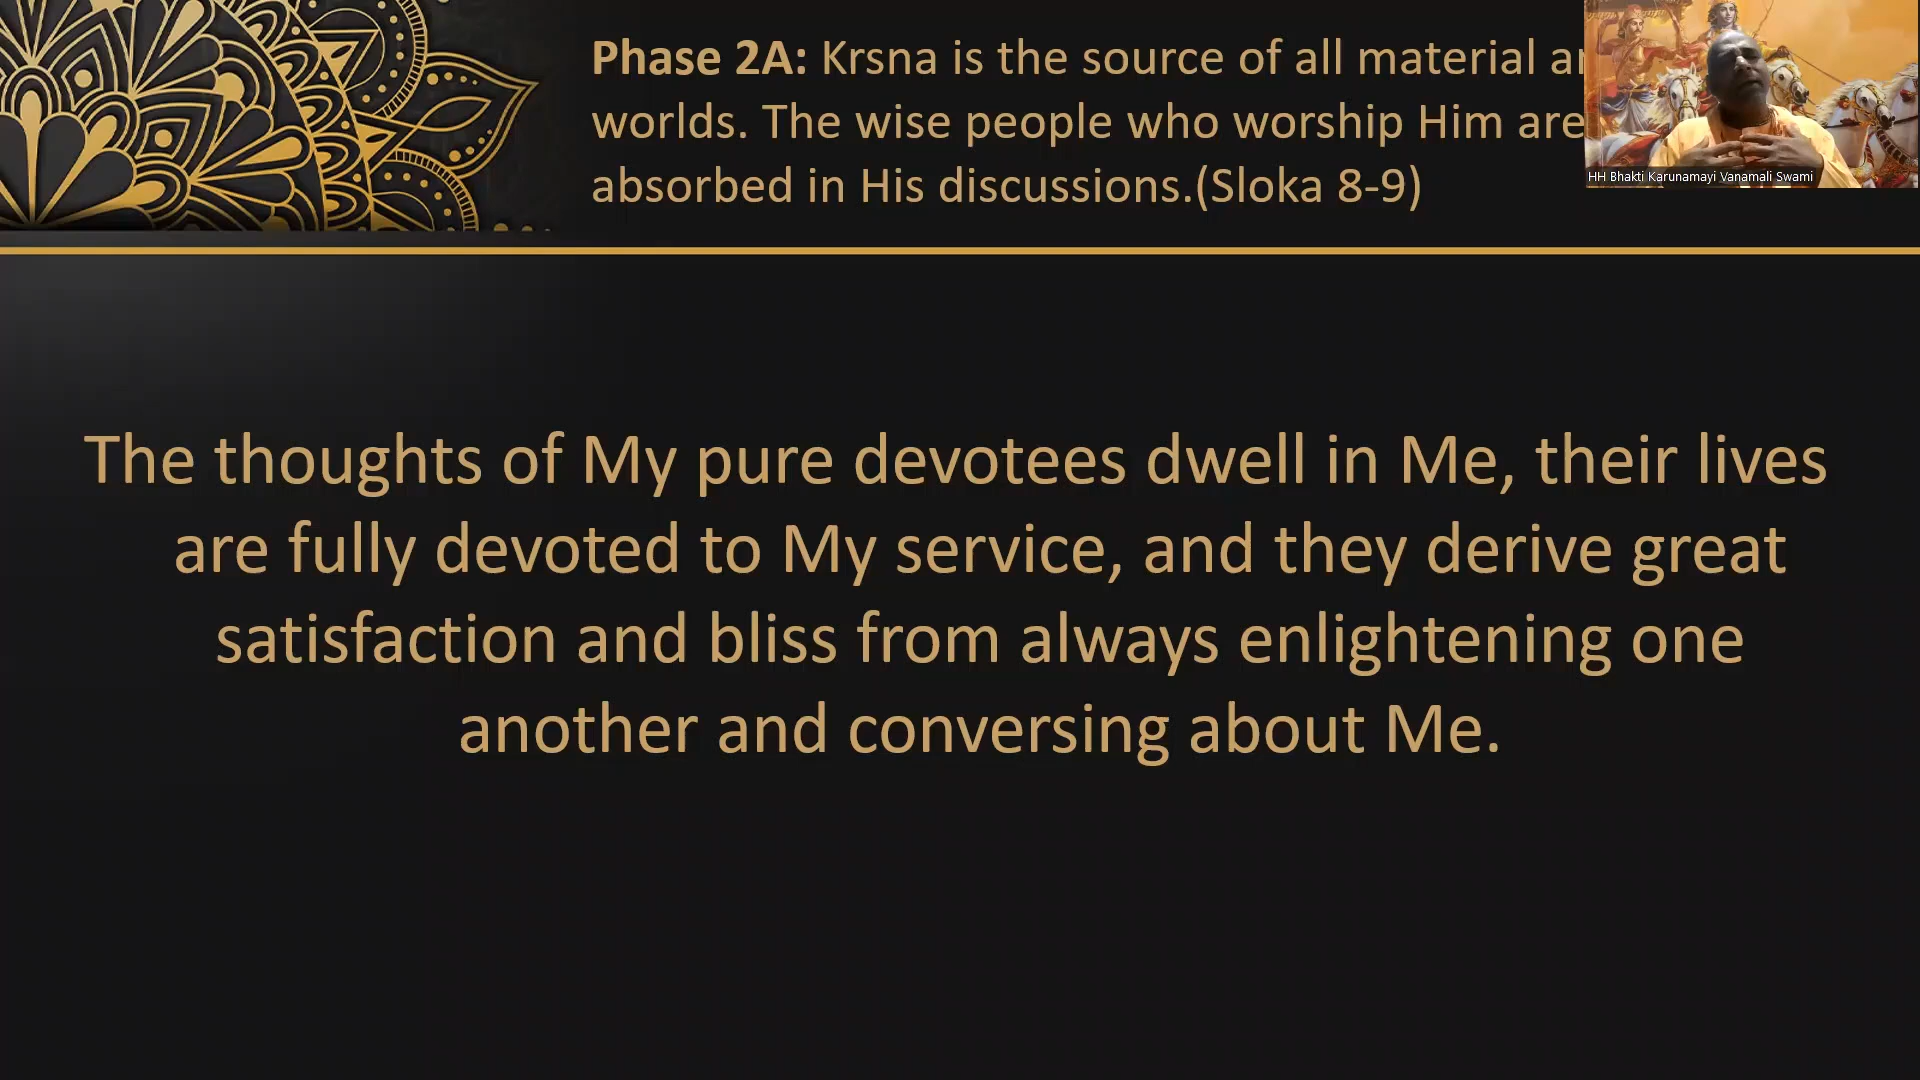 Phase 2A: Krsna is the source of all material
worlds. The wise people who worship Him are
absorbed in His discussions.(Sloka 8-9)
HH Bhakti Karunamayi Vanamali Swami
The thoughts of My pure devotees dwell in Me, their lives
are fully devoted to My service, and they derive great
satisfaction and bliss from always enlightening one
another and conversing about Me.